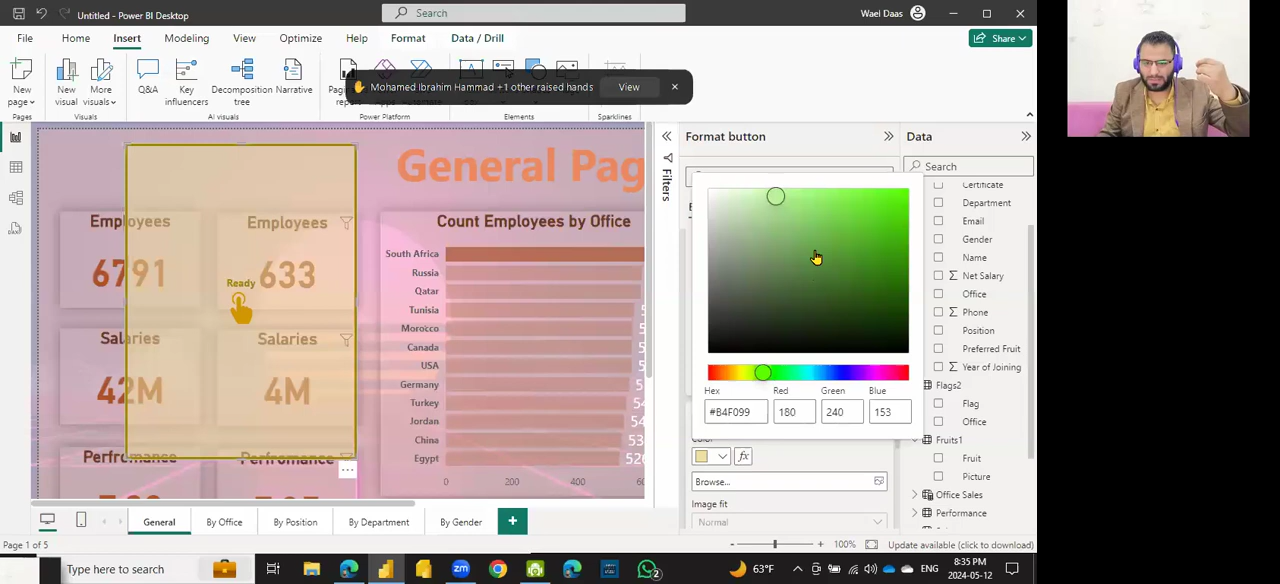 Untitled - Power BI Desktop
Search
Wael Daas
File
Home
Insert
Modeling
View
Optimize
Help
Format
Data / Drill
Share
New page
New visual
More visuals
Q&A
Key influencers
Decomposition tree
Narrative
Mohamed Ibrahim Hammad +1 other raised hands
View
Pages
Visuals
AI visuals
Power Platform
Elements
Sparklines
General Pag
Employees
6791
Employees
633
Ready
Salaries
42M
Salaries
4M
Perfromance
Perfromance
Count Employees by Office
South Africa
Russia
Qatar
Tunisia
Morocco
Canada
USA
Germany
Turkey
Jordan
China
Egypt
53
526
0
200
400
Filters
Format button
Hex
Red
Green
Blue
#B4F099
180
240
153
fx
Browse...
Image fit
Normal
Data
Search
Certificate
Department
Email
Gender
Name
Net Salary
Office
Phone
Position
Preferred Fruit
Year of Joining
Flags2
Flag
Office
Fruits1
Fruit
Picture
Office Sales
Performance
General
By Office
By Position
By Department
By Gender
Page 1 of 5
100%
Update available (click to download)
Type here to search
2
63°F
ENG
8:35 PM
2024-05-12